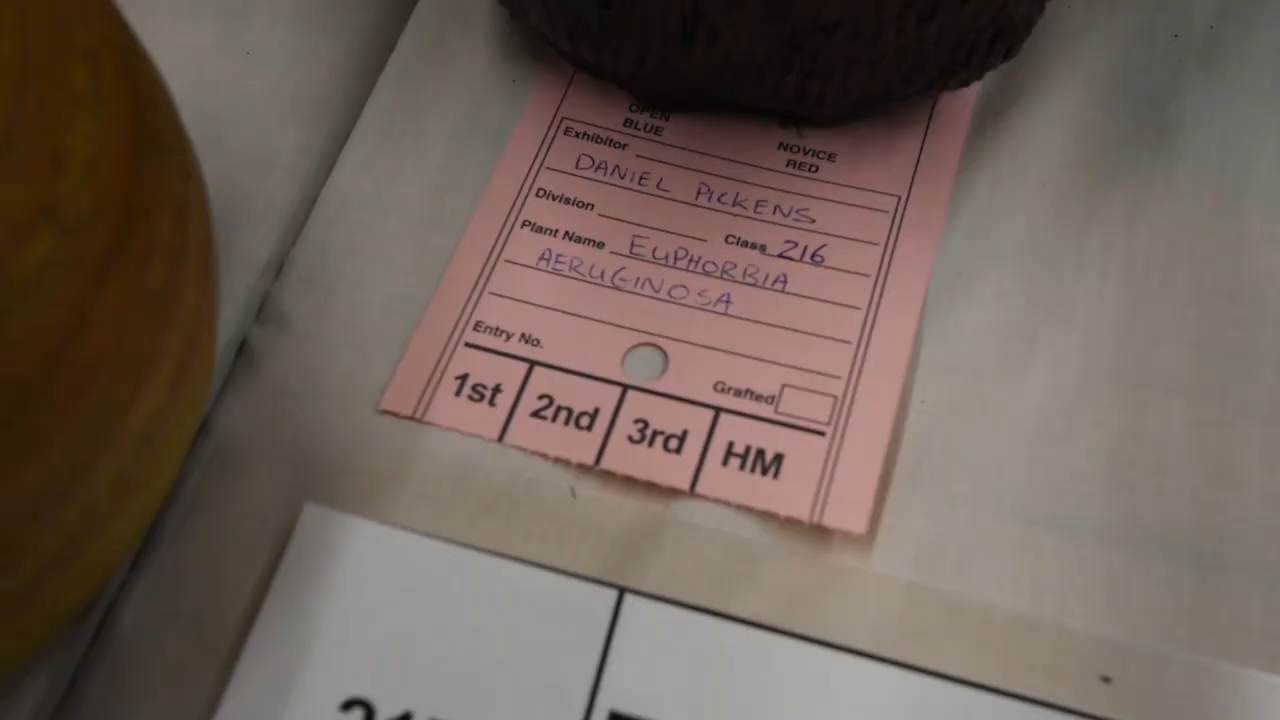 OPEN
BLUE
NOVICE
RED
Exhibitor
DANIEL PICKENS
Division Class 216
Plant Name EUPHORBIA
AERUGINOSA
Entry No.
Grafted
1st 2nd 3rd HM